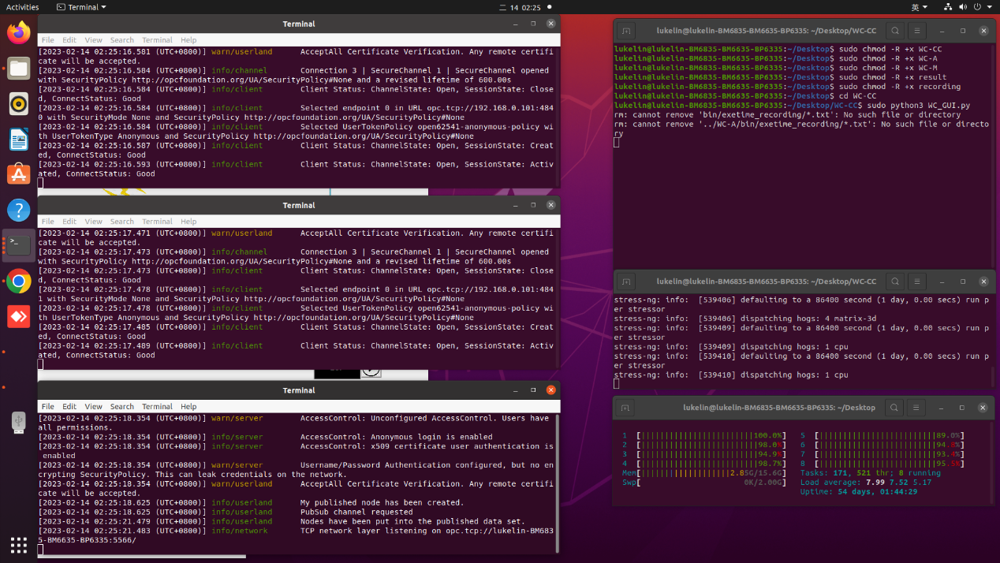 Activities
Terminal
二 14 02:25
英
Terminal
File Edit View Search Terminal Help
[2023-02-14 02:25:16.581 (UTC+0800)] warn/userland AcceptAll Certificate Verification. Any remote certifi
cate will be accepted.
[2023-02-14 02:25:16.584 (UTC+0800)] info/channel Connection 3 | SecureChannel 1 | SecureChannel opened
with SecurityPolicy http://opcfoundation.org/UA/SecurityPolicy#None and a revised lifetime of 600.00s
[2023-02-14 02:25:16.584 (UTC+0800)] info/client Client Status: ChannelState: Open, SessionState: Close
d, ConnectStatus: Good
[2023-02-14 02:25:16.584 (UTC+0800)] info/client Selected endpoint 0 in URL opc.tcp://192.168.0.101:484
0 with SecurityMode None and SecurityPolicy http://opcfoundation.org/UA/SecurityPolicy#None
[2023-02-14 02:25:16.584 (UTC+0800)] info/client Selected UserTokenPolicy open62541-anonymous-policy wi
th UserTokenType Anonymous and SecurityPolicy http://opcfoundation.org/UA/SecurityPolicy#None
[2023-02-14 02:25:16.587 (UTC+0800)] info/client Client Status: ChannelState: Open, SessionState: Creat
ed, ConnectStatus: Good
[2023-02-14 02:25:16.593 (UTC+0800)] info/client Client Status: ChannelState: Open, SessionState: Activ
ated, ConnectStatus: Good
Terminal
File Edit View Search Terminal Help
[2023-02-14 02:25:17.471 (UTC+0800)] warn/userland AcceptAll Certificate Verification. Any remote certifi
cate will be accepted.
[2023-02-14 02:25:17.473 (UTC+0800)] info/channel Connection 3 | SecureChannel 1 | SecureChannel opened
with SecurityPolicy http://opcfoundation.org/UA/SecurityPolicy#None and a revised lifetime of 600.00s
[2023-02-14 02:25:17.473 (UTC+0800)] info/client Client Status: ChannelState: Open, SessionState: Close
d, ConnectStatus: Good
[2023-02-14 02:25:17.478 (UTC+0800)] info/client Selected endpoint 0 in URL opc.tcp://192.168.0.101:484
1 with SecurityMode None and SecurityPolicy http://opcfoundation.org/UA/SecurityPolicy#None
[2023-02-14 02:25:17.478 (UTC+0800)] info/client Selected UserTokenPolicy open62541-anonymous-policy wi
th UserTokenType Anonymous and SecurityPolicy http://opcfoundation.org/UA/SecurityPolicy#None
[2023-02-14 02:25:17.485 (UTC+0800)] info/client Client Status: ChannelState: Open, SessionState: Creat
ed, ConnectStatus: Good
[2023-02-14 02:25:17.489 (UTC+0800)] info/client Client Status: ChannelState: Open, SessionState: Activ
ated, ConnectStatus: Good
Terminal
File Edit View Search Terminal Help
[2023-02-14 02:25:18.354 (UTC+0800)] warn/server AccessControl: Unconfigured AccessControl. Users have
all permissions.
[2023-02-14 02:25:18.354 (UTC+0800)] info/server AccessControl: Anonymous login is enabled
[2023-02-14 02:25:18.354 (UTC+0800)] info/server AccessControl: x509 certificate user authentication is
enabled
[2023-02-14 02:25:18.354 (UTC+0800)] warn/server Username/Password Authentication configured, but no en
crypting SecurityPolicy. This can leak credentials on the network.
[2023-02-14 02:25:18.354 (UTC+0800)] warn/userland AcceptAll Certificate Verification. Any remote certifi
cate will be accepted.
[2023-02-14 02:25:18.625 (UTC+0800)] info/userland My published node has been created.
[2023-02-14 02:25:18.625 (UTC+0800)] info/userland PubSub channel requested
[2023-02-14 02:25:21.479 (UTC+0800)] info/userland Nodes have been put into the published data set.
[2023-02-14 02:25:21.483 (UTC+0800)] info/network TCP network layer listening on opc.tcp://lukelin-BM683
5-BM6635-BP6335:5566/
lukelin@lukelin-BM6835-BM6635-BP6335: ~/Desktop/WC-CC
lukelin@lukelin-BM6835-BM6635-BP6335:~/Desktop$ sudo chmod -R +x WC-CC
lukelin@lukelin-BM6835-BM6635-BP6335:~/Desktop$ sudo chmod -R +x WC-A
lukelin@lukelin-BM6835-BM6635-BP6335:~/Desktop$ sudo chmod -R +x WC-M
lukelin@lukelin-BM6835-BM6635-BP6335:~/Desktop$ sudo chmod -R +x result
lukelin@lukelin-BM6835-BM6635-BP6335:~/Desktop$ sudo chmod -R +x recording
lukelin@lukelin-BM6835-BM6635-BP6335:~/Desktop$ cd WC-CC
lukelin@lukelin-BM6835-BM6635-BP6335:~/Desktop/WC-CC$ sudo python3 WC_GUI.py
rm: cannot remove 'bin/exetime_recording/*.txt': No such file or directory
rm: cannot remove '../WC-A/bin/exetime_recording/*.txt': No such file or directo
ry
lukelin@lukelin-BM6835-BM6635-BP6335: ~/Desktop/WC-CC
stress-ng: info: [539406] defaulting to a 86400 second (1 day, 0.00 secs) run p
er stressor
stress-ng: info: [539406] dispatching hogs: 4 matrix-3d
stress-ng: info: [539409] defaulting to a 86400 second (1 day, 0.00 secs) run p
er stressor
stress-ng: info: [539409] dispatching hogs: 1 cpu
stress-ng: info: [539410] defaulting to a 86400 second (1 day, 0.00 secs) run p
er stressor
stress-ng: info: [539410] dispatching hogs: 1 cpu
lukelin@lukelin-BM6835-BM6635-BP6335: ~/Desktop
1 [100.0%] 5 [89.0%]
2 [98.0%] 6 [94.8%]
3 [94.9%] 7 [93.4%]
4 [98.7%] 8 [95.5%]
Mem[2.85G/15.6G] Tasks: 171, 521 thr; 8 running
Swp[0K/2.00G] Load average: 7.99 7.52 5.17
Uptime: 54 days, 01:44:29